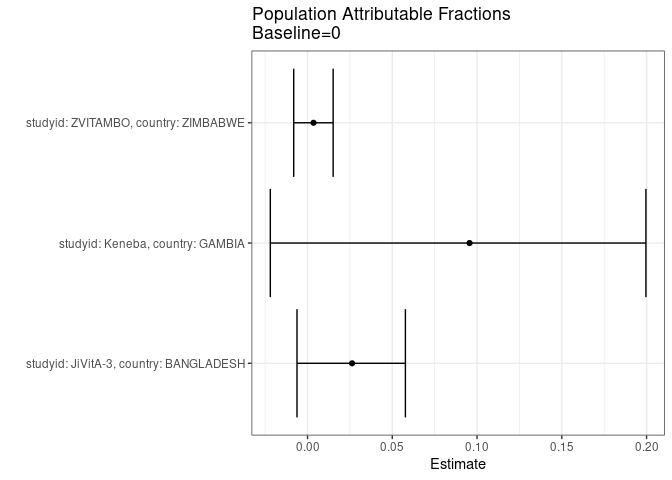 Population Attributable Fractions
Baseline=0
studyid: ZVITAMBO, country: ZIMBABWE
studyid: Keneba, country: GAMBIA
studyid: JiVitA-3, country: BANGLADESH
0.00 0.05 0.10 0.15 0.20
Estimate